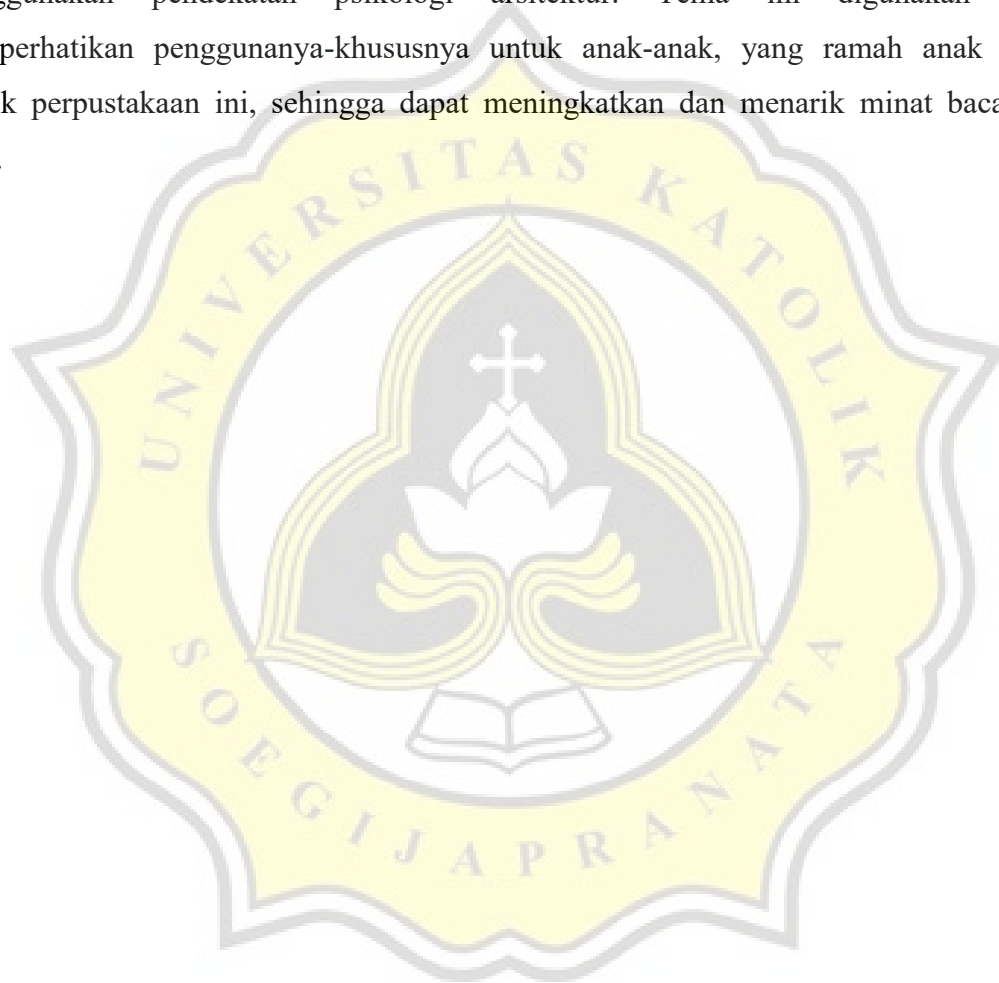 ggunakan pendekatan psikologi arsitektur. Tema ini digunakan
perhatikan penggunanya-khususnya untuk anak-anak, yang ramah anak
k perpustakaan ini, sehingga dapat meningkatkan dan menarik minat baca
.
UNIVERSITAS KATOLIK
SOEGIJAPRANATA